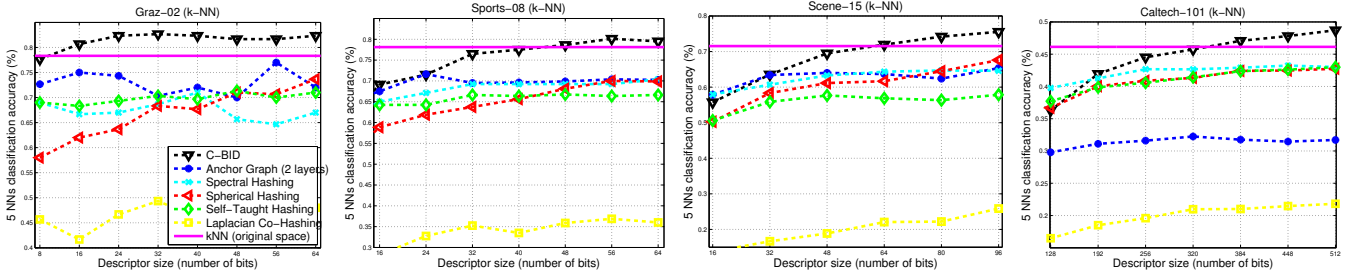 Graz−02 (k−NN)
5 NNs classification accuracy (%)
0.85
0.8
0.75
0.7
0.65
0.6
0.55
0.5
0.45
0.4
8 16 24 32 40 48 56 64
Descriptor size (number of bits)
C−BID
Anchor Graph (2 layers)
Spectral Hashing
Spherical Hashing
Self−Taught Hashing
Laplacian Co−Hashing
kNN (original space)
Sports−08 (k−NN)
5 NNs classification accuracy (%)
0.8
0.75
0.7
0.65
0.6
0.55
0.5
0.45
0.4
0.35
0.3
16 24 32 40 48 56 64
Descriptor size (number of bits)
Scene−15 (k−NN)
5 NNs classification accuracy (%)
0.8
0.7
0.6
0.5
0.4
0.3
0.2
16 32 48 64 80 96
Descriptor size (number of bits)
Caltech−101 (k−NN)
5 NNs classification accuracy (%)
0.5
0.45
0.4
0.35
0.3
0.25
0.2
128 192 256 320 384 448 512
Descriptor size (number of bits)